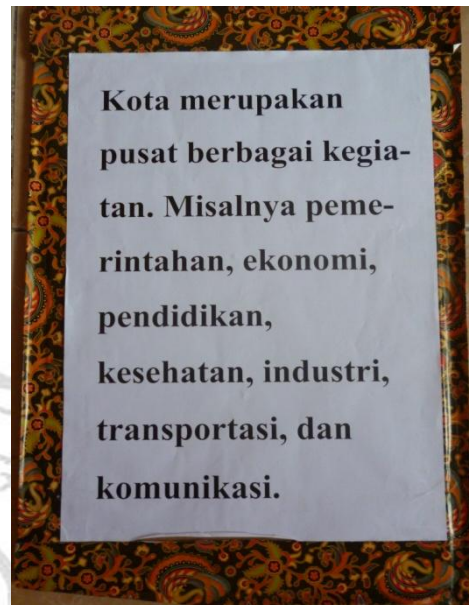 Kota merupakan
pusat berbagai kegia-
tan. Misalnya peme-
rintahan, ekonomi,
pendidikan,
kesehatan, industri,
transportasi, dan
komunikasi.